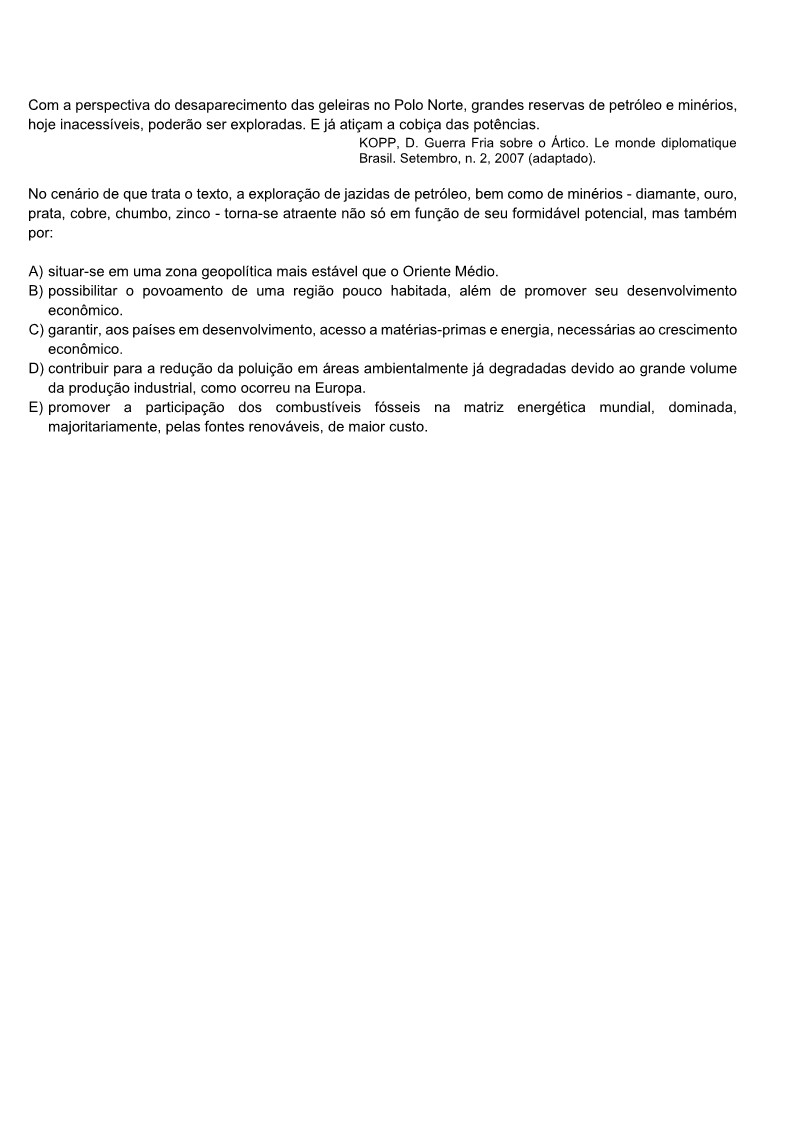 Com a perspectiva do desaparecimento das geleiras no Polo Norte, grandes reservas de petróleo e minérios,
hoje inacessíveis, poderão ser exploradas. E já atiçam a cobiça das potências.
KOPP, D. Guerra Fria sobre o Ártico. Le monde diplomatique
Brasil. Setembro, n. 2, 2007 (adaptado).
No cenário de que trata o texto, a exploração de jazidas de petróleo, bem como de minérios - diamante, ouro,
prata, cobre, chumbo, zinco - torna-se atraente não só em função de seu formidável potencial, mas também
por:
A) situar-se em uma zona geopolítica mais estável que o Oriente Médio.
B) possibilitar o povoamento de uma região pouco habitada, além de promover seu desenvolvimento
econômico.
C) garantir, aos países em desenvolvimento, acesso a matérias-primas e energia, necessárias ao crescimento
econômico.
D) contribuir para a redução da poluição em áreas ambientalmente já degradadas devido ao grande volume
da produção industrial, como ocorreu na Europa.
E) promover a participação dos combustíveis fósseis na matriz energética mundial, dominada,
majoritariamente, pelas fontes renováveis, de maior custo.